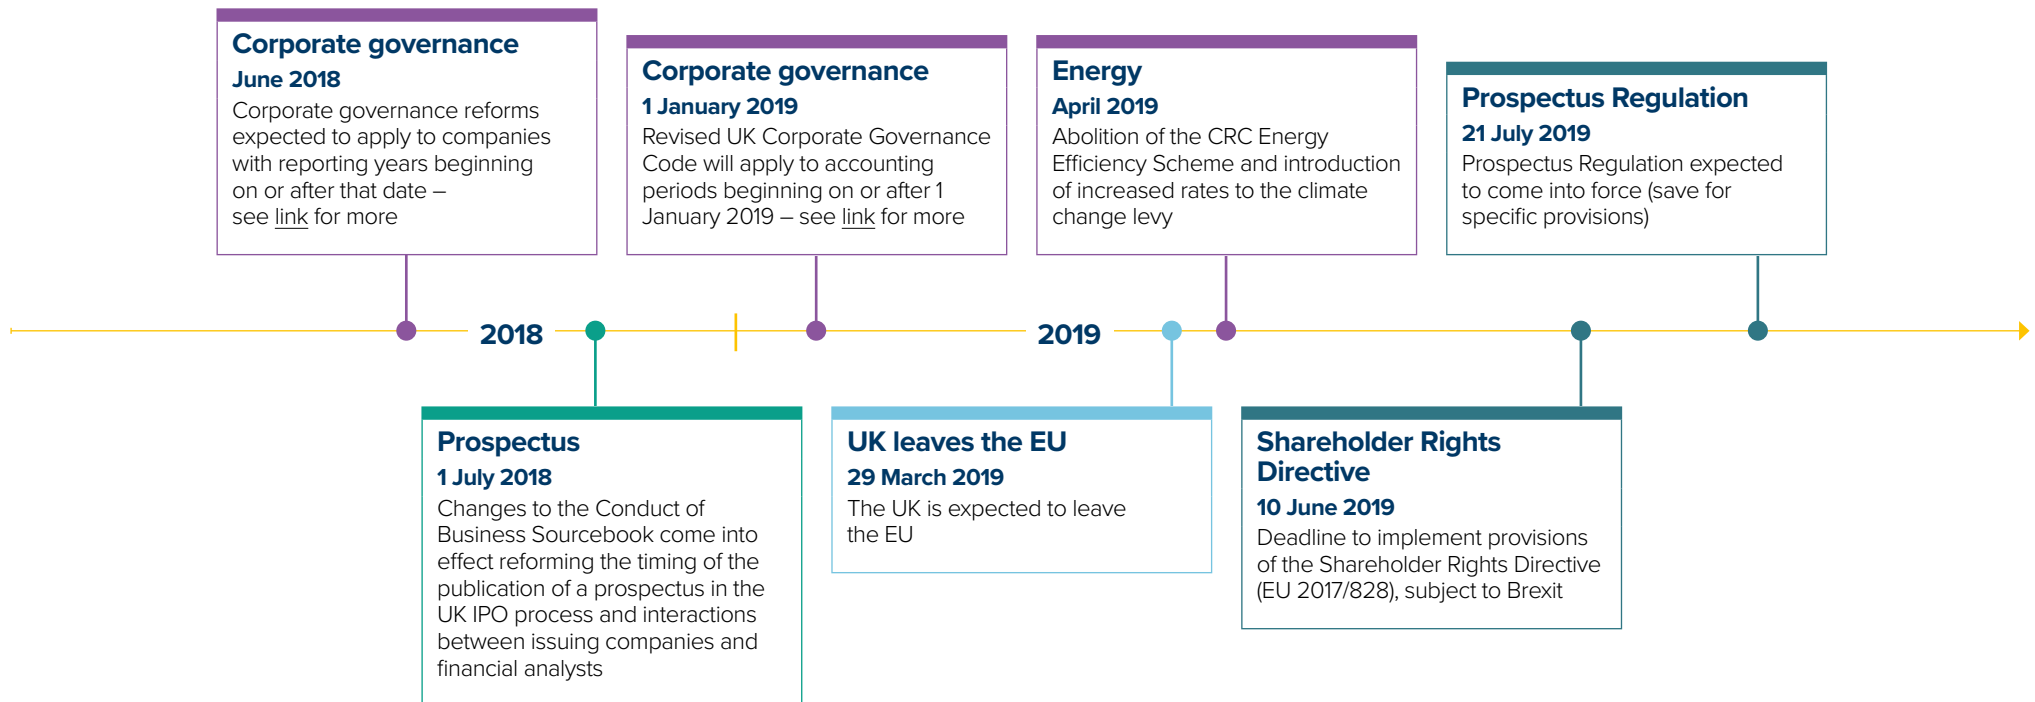 Corporate governance
June 2018
Corporate governance reforms
expected to apply to companies
with reporting years beginning
on or after that date –
see link for more
Corporate governance
1 January 2019
Revised UK Corporate Governance
Code will apply to accounting
periods beginning on or after 1
January 2019 – see link for more
Energy
April 2019
Abolition of the CRC Energy
Efficiency Scheme and introduction
of increased rates to the climate
change levy
Prospectus Regulation
21 July 2019
Prospectus Regulation expected
to come into force (save for
specific provisions)
2018
2019
Prospectus
1 July 2018
Changes to the Conduct of
Business Sourcebook come into
effect reforming the timing of the
publication of a prospectus in the
UK IPO process and interactions
between issuing companies and
financial analysts
UK leaves the EU
29 March 2019
The UK is expected to leave
the EU
Shareholder Rights
Directive
10 June 2019
Deadline to implement provisions
of the Shareholder Rights Directive
(EU 2017/828), subject to Brexit